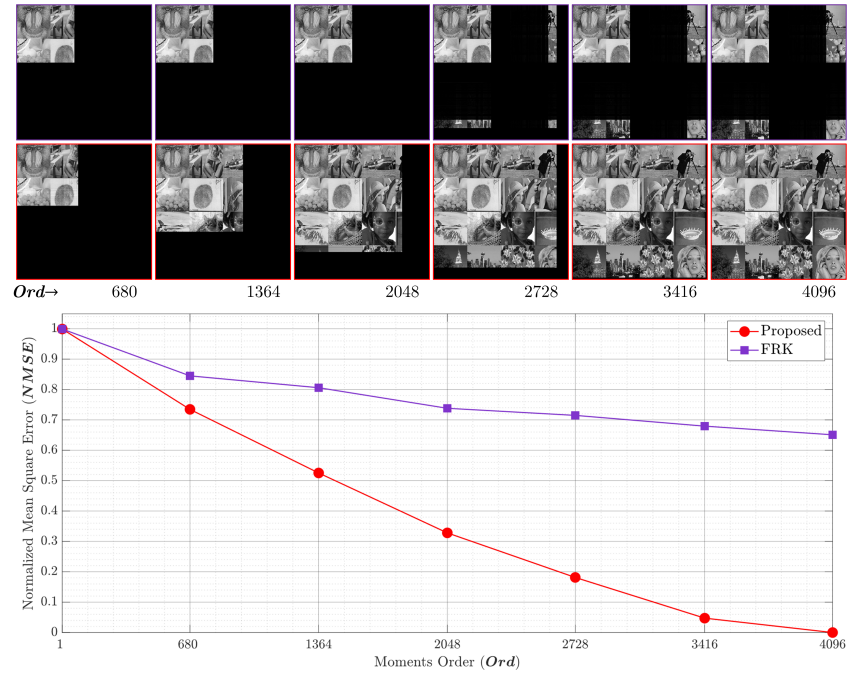 Ord→ 680 1364 2048 2728 3416 4096
Proposed
FRK
Normalized Mean Square Error (NMSE)
1
0.9
0.8
0.7
0.6
0.5
0.4
0.3
0.2
0.1
0
1 680 1364 2048 2728 3416 4096
Moments Order (Ord)